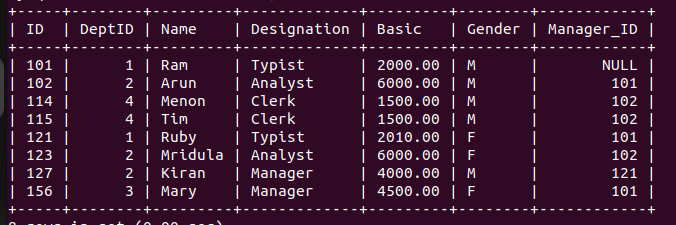 +-----+--------+---------+-------------+---------+--------+------------+
| ID  | DeptID | Name    | Designation | Basic   | Gender | Manager_ID |
+-----+--------+---------+-------------+---------+--------+------------+
| 101 |      1 | Ram     | Typist      | 2000.00 | M      |       NULL |
| 102 |      2 | Arun    | Analyst     | 6000.00 | M      |        101 |
| 114 |      4 | Menon   | Clerk       | 1500.00 | M      |        102 |
| 115 |      4 | Tim     | Clerk       | 1500.00 | M      |        102 |
| 121 |      1 | Ruby    | Typist      | 2010.00 | F      |        101 |
| 123 |      2 | Mridula | Analyst     | 6000.00 | F      |        102 |
| 127 |      2 | Kiran   | Manager     | 4000.00 | M      |        121 |
| 156 |      3 | Mary    | Manager     | 4500.00 | F      |        101 |
+-----+--------+---------+-------------+---------+--------+------------+